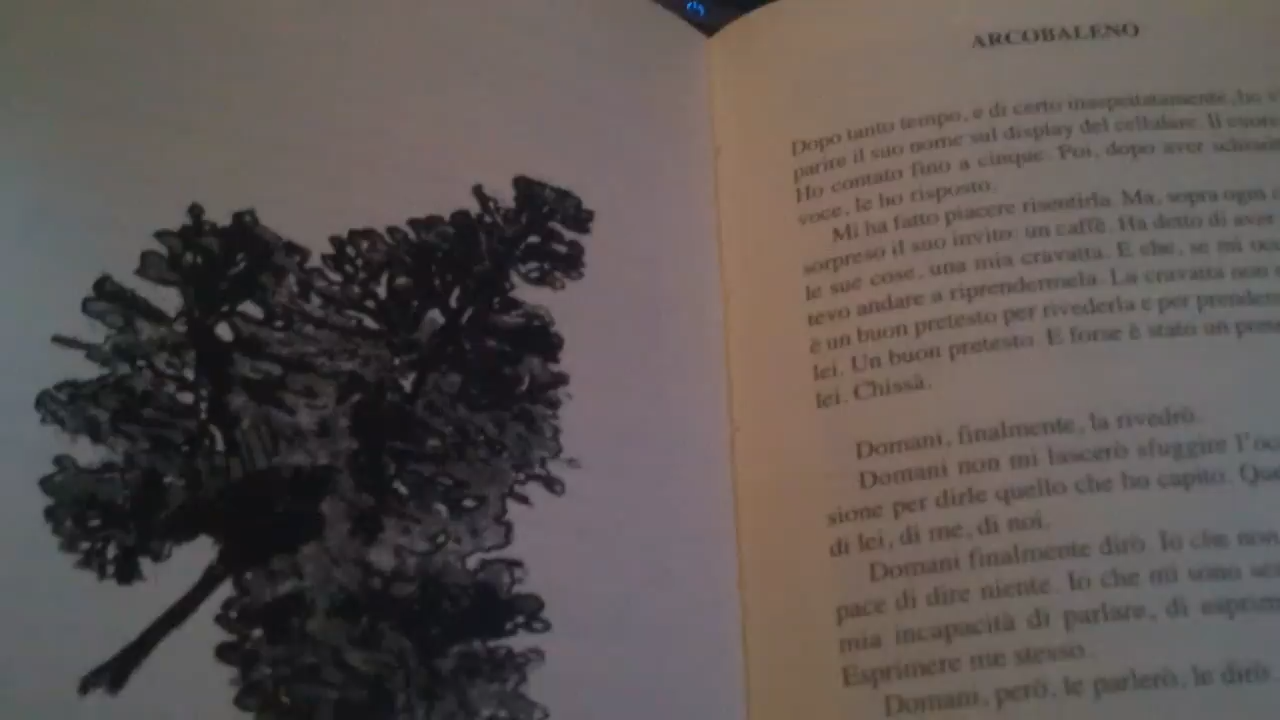 ARCOBALENO
Dopo tanto tempo, e di certo inaspettatamente, ho
parire il suo nome sul display del cellulare. Il cuore
Ho contato fino a cinque. Poi, dopo aver
voce, le ho risposto.
Mi ha fatto piacere risentirla. Ma, sopra ogni
sorpreso il suo invito: un caffè. Ha detto di aver
le sue cose, una mia cravatta. E che, se mi
tevo andare a riprendermela. La cravatta non
è un buon pretesto per rivederla e per
lei. Un buon pretesto. E forse è stato un
lei. Chissà.
Domani, finalmente, la rivedrò.
Domani non mi lascerò sfuggire l'oc
sione per dirle quello che ho capito.
di lei, di me, di noi.
Domani finalmente dirò. Io che non
pace di dire niente. Io che mi sono
mia incapacità di parlare, di
Esprimere me stesso.
Domani, però, le parlerò, le dirò